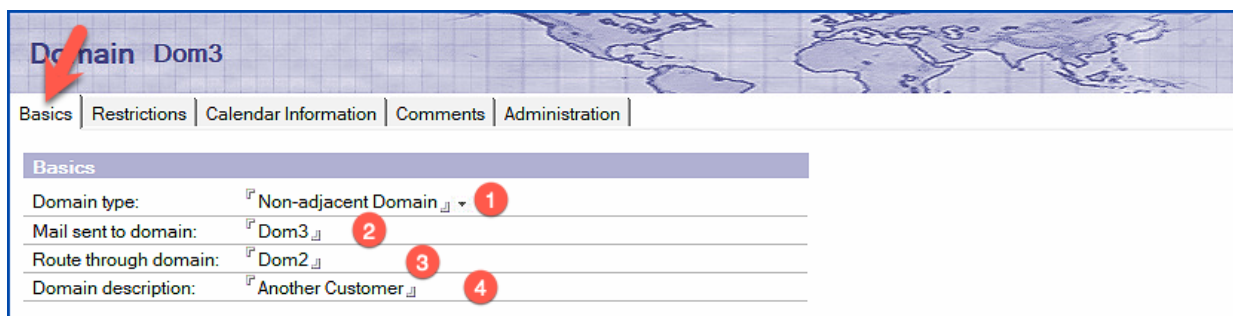 Domain Dom3
Basics Restrictions Calendar Information Comments Administration
Basics
Domain type: Non-adjacent Domain 1
Mail sent to domain: Dom3 2
Route through domain: Dom2 3
Domain description: Another Customer 4